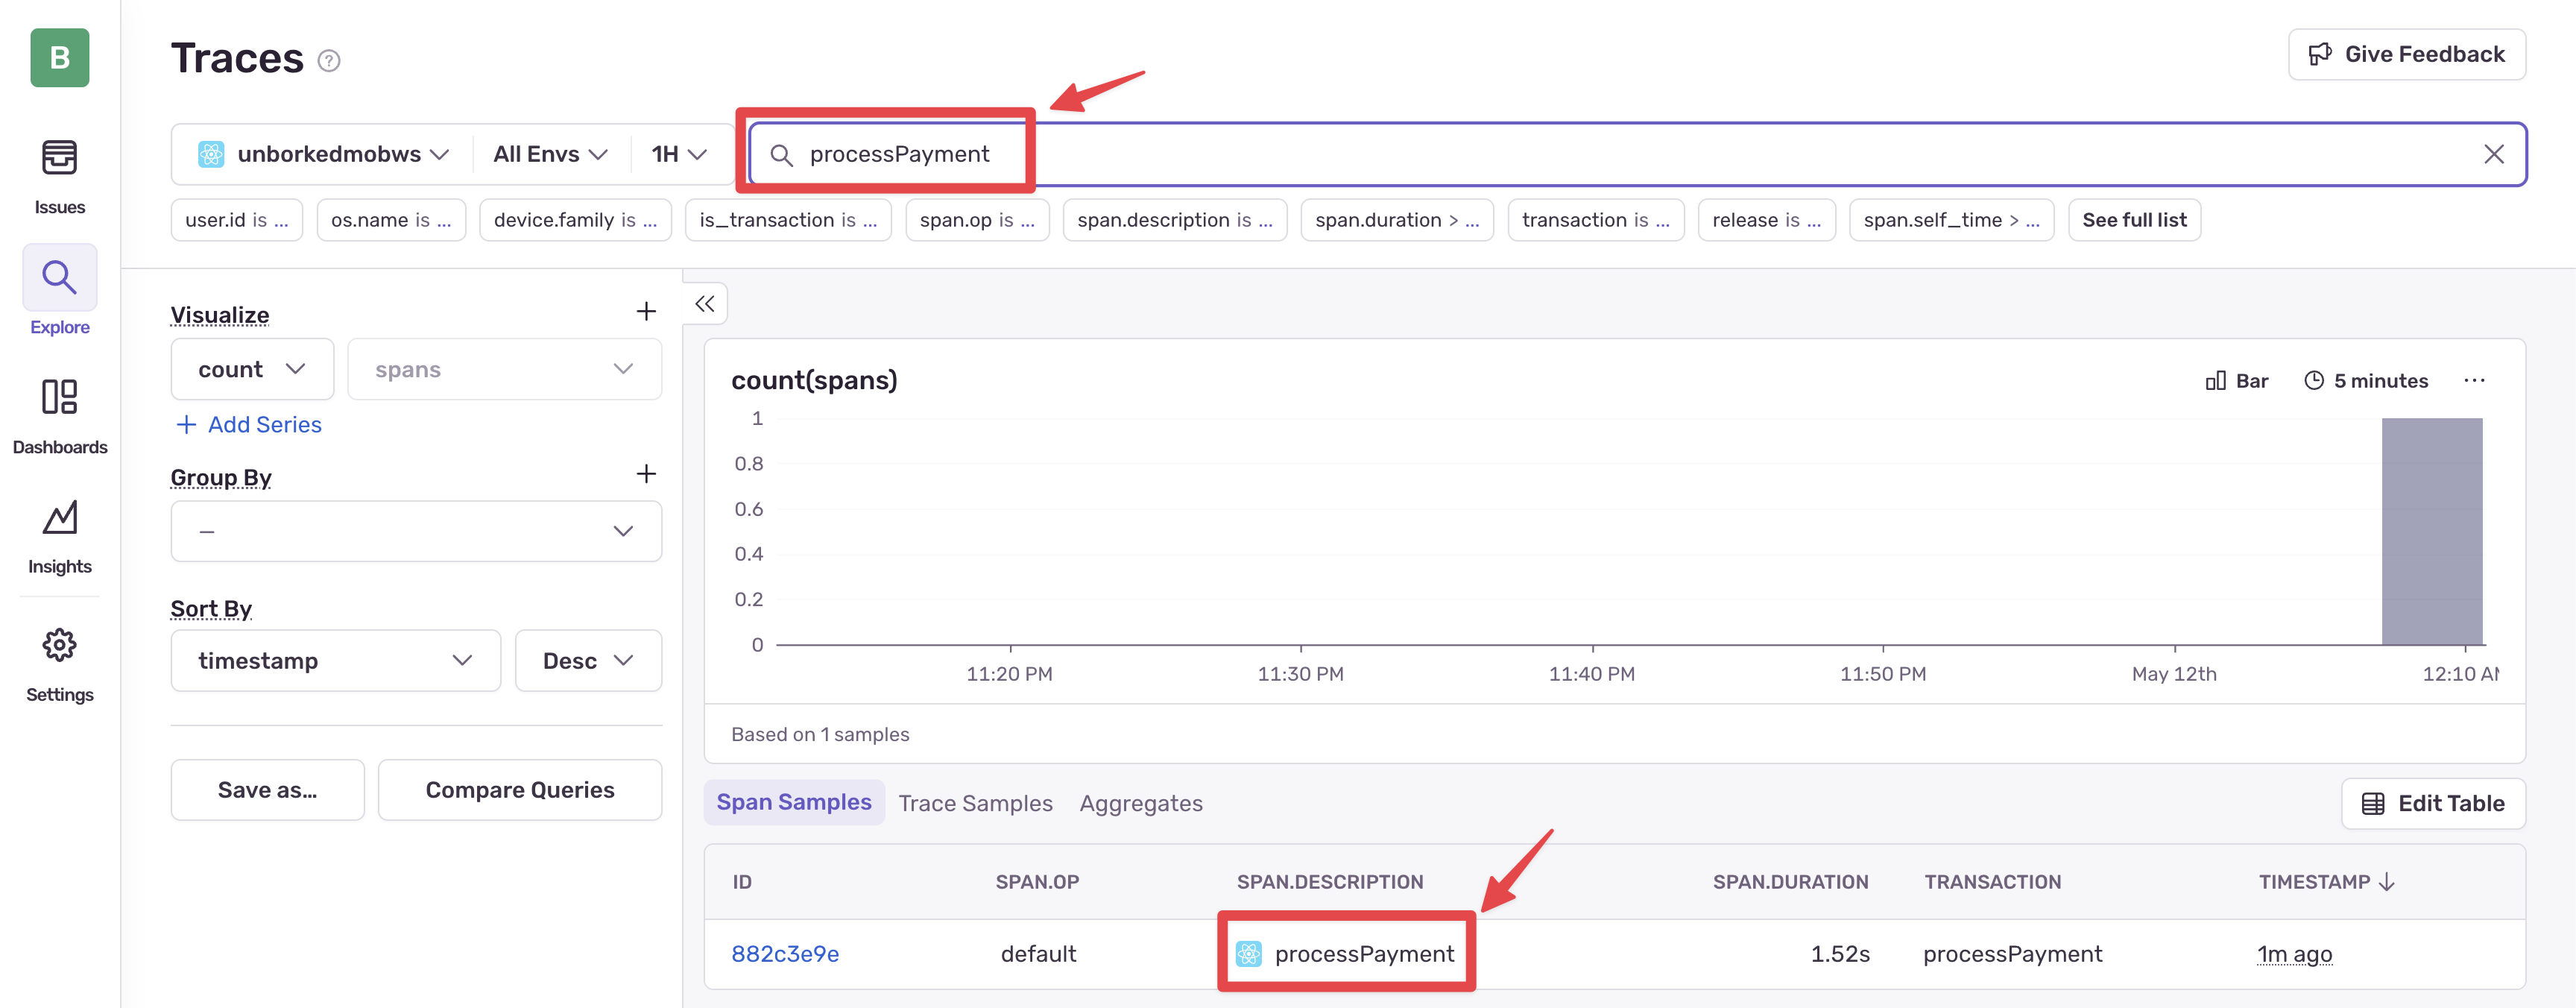 B
Issues
Explore
Dashboards
Insights
Settings
Traces ?
Give Feedback
unborkedmobws All Envs 1H processPayment
user.id is ... os.name is ... device.family is ... is_transaction is ... span.op is ... span.description is ... span.duration > ... transaction is ... release is ... span.self_time > ... See full list
Visualize
count spans
Add Series
Group By
—
Sort By
timestamp Desc
Save as... Compare Queries
count(spans) Bar 5 minutes ...
1
0.8
0.6
0.4
0.2
0
11:20 PM 11:30 PM 11:40 PM 11:50 PM May 12th 12:10 AM
Based on 1 samples
Span Samples Trace Samples Aggregates Edit Table
ID SPAN.OP SPAN.DESCRIPTION SPAN.DURATION TRANSACTION TIMESTAMP
882c3e9e default processPayment 1.52s processPayment 1m ago